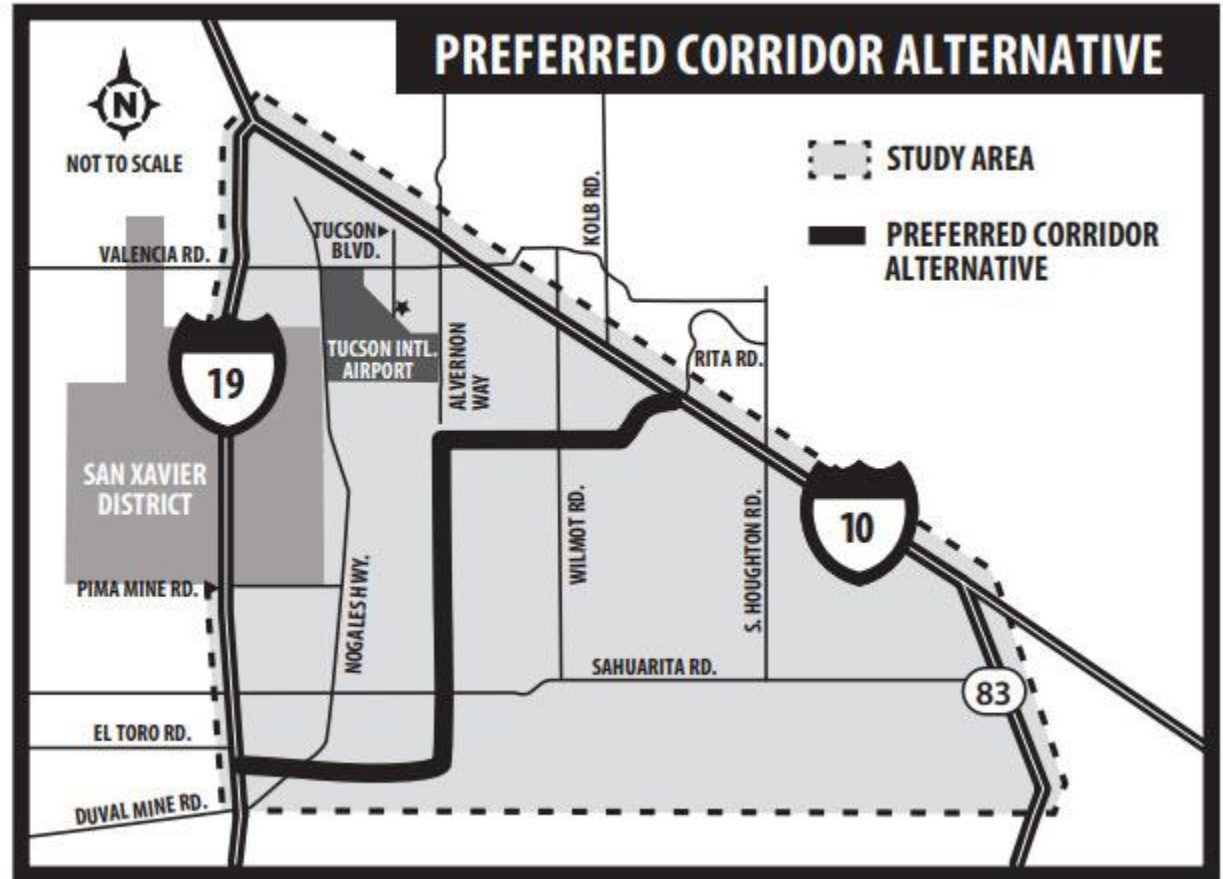 PREFERRED CORRIDOR ALTERNATIVE
N
NOT TO SCALE
STUDY AREA
PREFERRED CORRIDOR
ALTERNATIVE
KOLB RD.
TUCSON
BLVD.
VALENCIA RD.
TUCSON INTL.
AIRPORT
ALVERNON
WAY
RITA RD.
19
SAN XAVIER
DISTRICT
WILMOT RD.
S. HOUGHTON RD.
10
PIMA MINE RD.
NOGALES HWY.
SAHUARITA RD.
83
EL TORO RD.
DUVAL MINE RD.